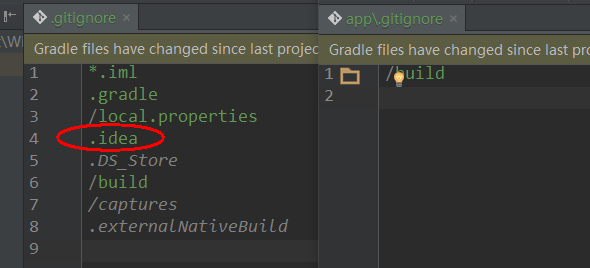 .gitignore
Gradle files have changed since last projec
1 *.iml
2 .gradle
3 /local.properties
4 .idea
5 .DS_Store
6 /build
7 /captures
8 .externalNativeBuild
9
app\.gitignore
Gradle files have changed since last pro
1 /build
2